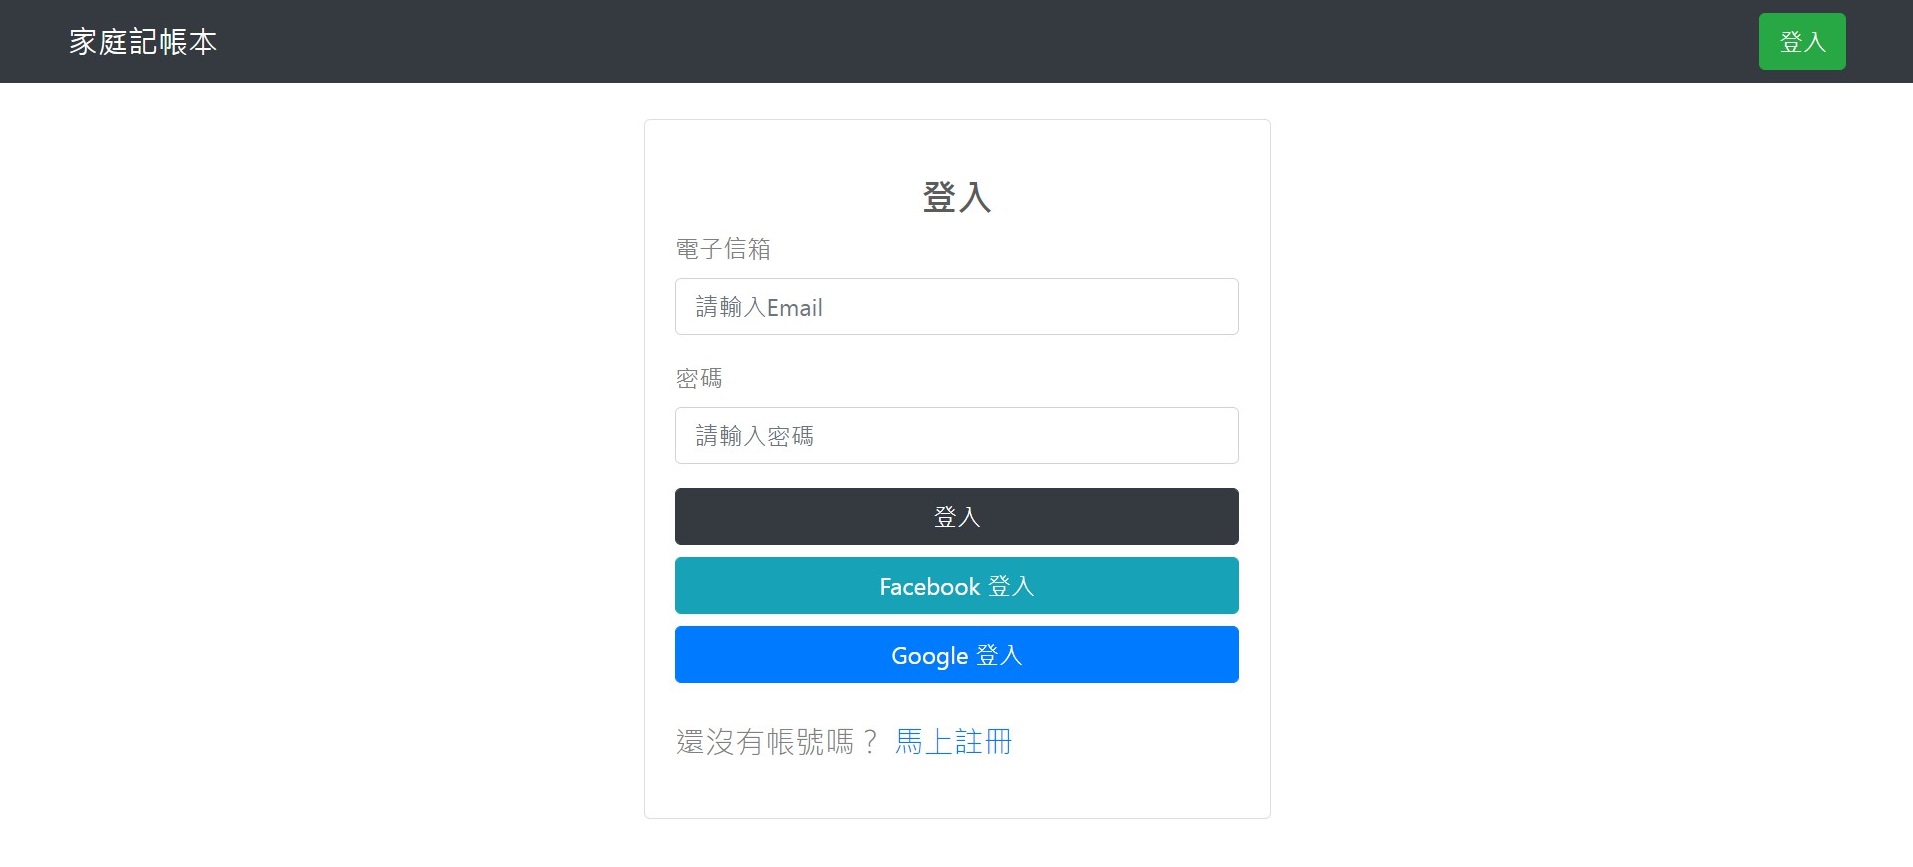 家庭記帳本
登入
登入
電子信箱
請輸入Email
密碼
請輸入密碼
登入
Facebook 登入
Google 登入
還沒有帳號嗎？ 馬上註冊